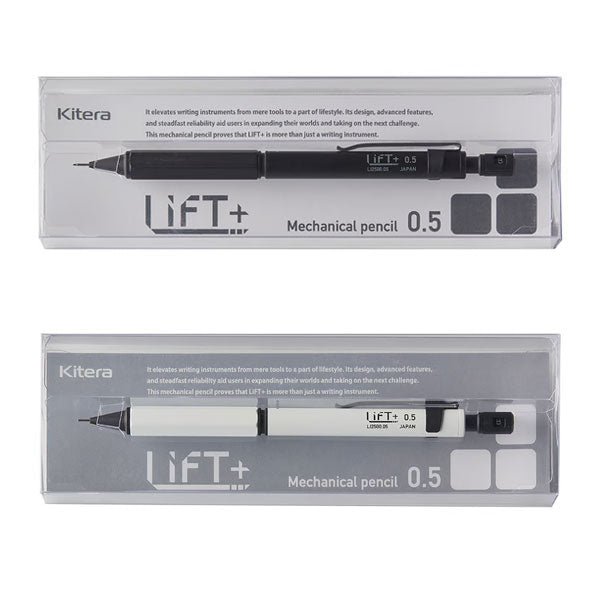 Kitera
It elevates writing instruments from mere tools to a part of lifestyle. Its design, advanced features,
and steadfast reliability aid users in expanding their worlds and taking on the next challenge.
This mechanical pencil proves that LIFT+ is more than just a writing instrument.
LiFT+ 0.5
LI2500.05 JAPAN
B
LiFT+
Mechanical pencil 0.5
Kitera
It elevates writing instruments from mere tools to a part of lifestyle. Its design, advanced features,
and steadfast reliability aid users in expanding their worlds and taking on the next challenge.
This mechanical pencil proves that LIFT+ is more than just a writing instrument.
LiFT+ 0.5
LI2500.05 JAPAN
LiFT+
Mechanical pencil 0.5